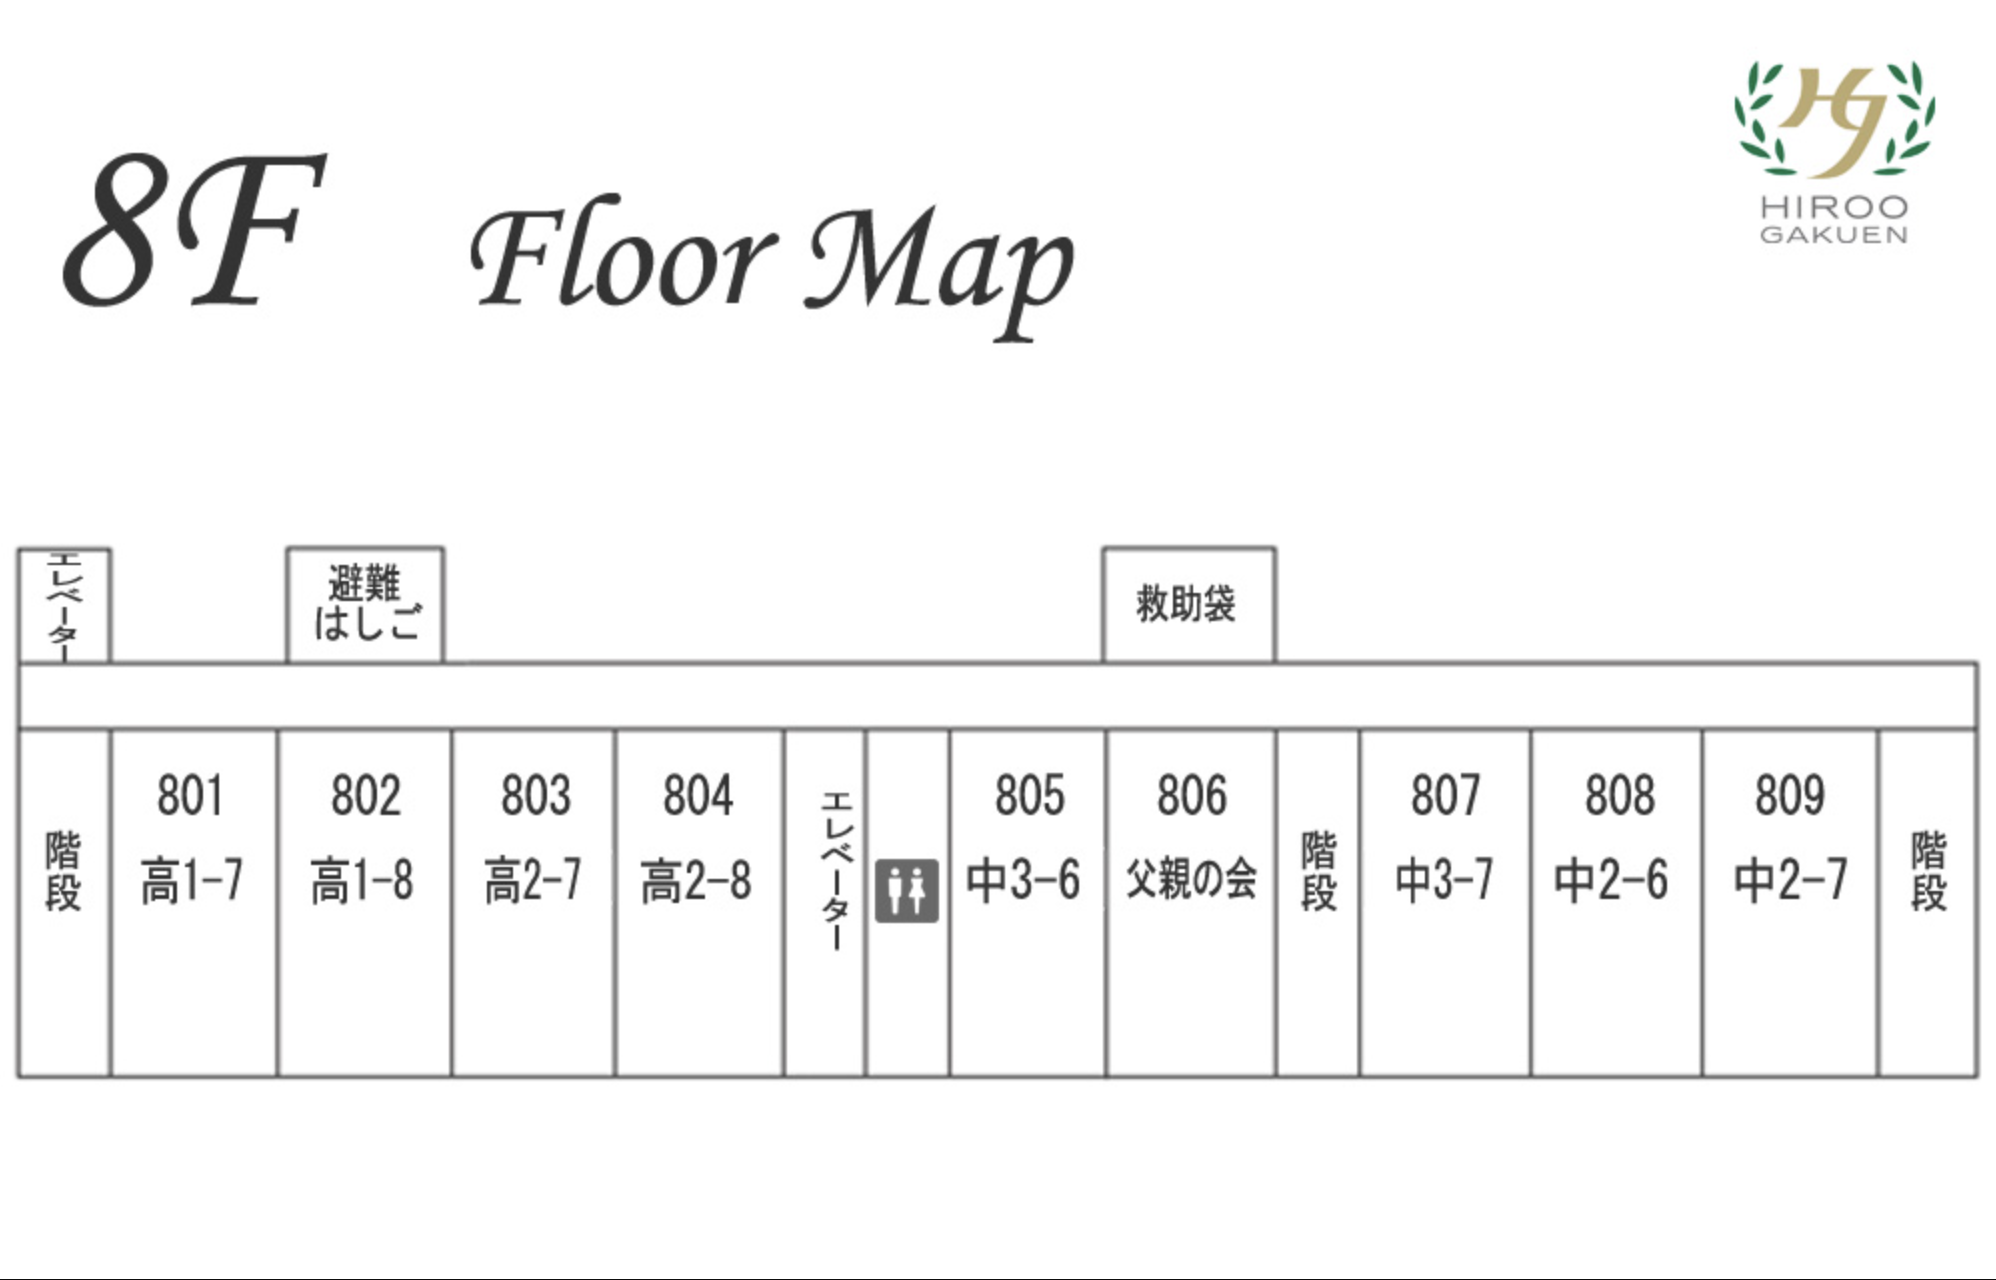 8F Floor Map
HIROO
GAKUEN
エレベーター
避難
はしご
救助袋
階段
801
高1-7
802
高1-8
803
高2-7
804
高2-8
エレベーター
805
中3-6
806
父親の会
階段
807
中3-7
808
中2-6
809
中2-7
階段